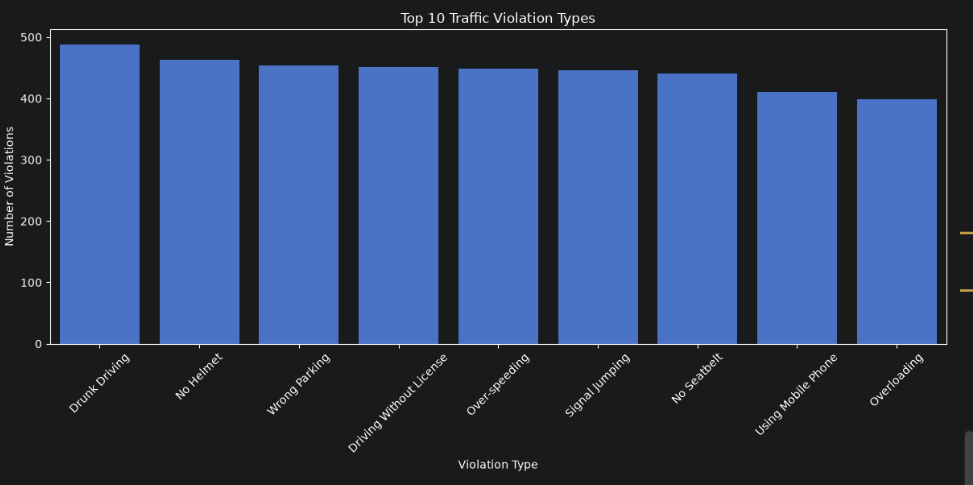 Top 10 Traffic Violation Types
Number of Violations
500
400
300
200
100
0
Drunk Driving
No Helmet
Wrong Parking
Driving Without License
Over-speeding
Signal Jumping
No Seatbelt
Using Mobile Phone
Overloading
Violation Type